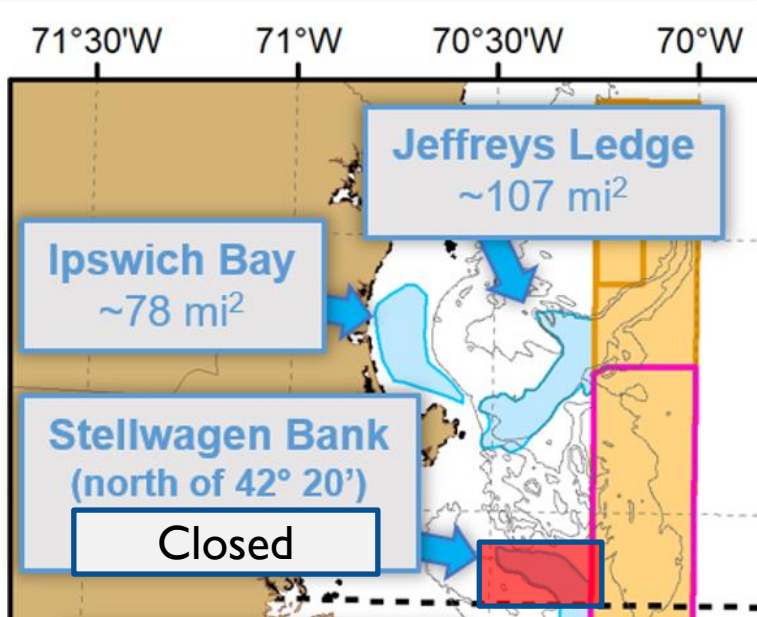 71°30'W 71°W 70°30'W 70°W
Jeffreys Ledge
~107 mi²
Ipswich Bay
~78 mi²
Stellwagen Bank
(north of 42° 20’)
Closed